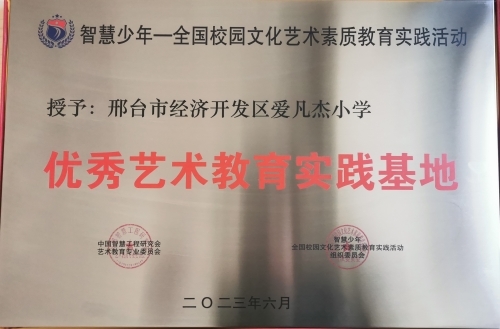 智慧少年—全国校园文化艺术素质教育实践活动
授予：邢台市经济开发区爱凡杰小学
优秀艺术教育实践基地
中国智慧工程研究会
艺术教育专业委员会
智慧少年
全国校园文化艺术素质教育实践活动
组织委员会
二〇二三年六月